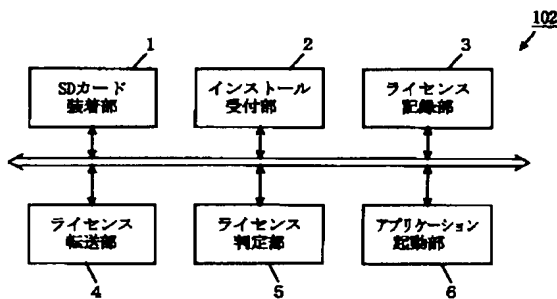 102
1
2
3
SDカード
装着部
インストール
受付部
ライセンス
記録部
ライセンス
転送部
ライセンス
判定部
アプリケーション
起動部
4
5
6